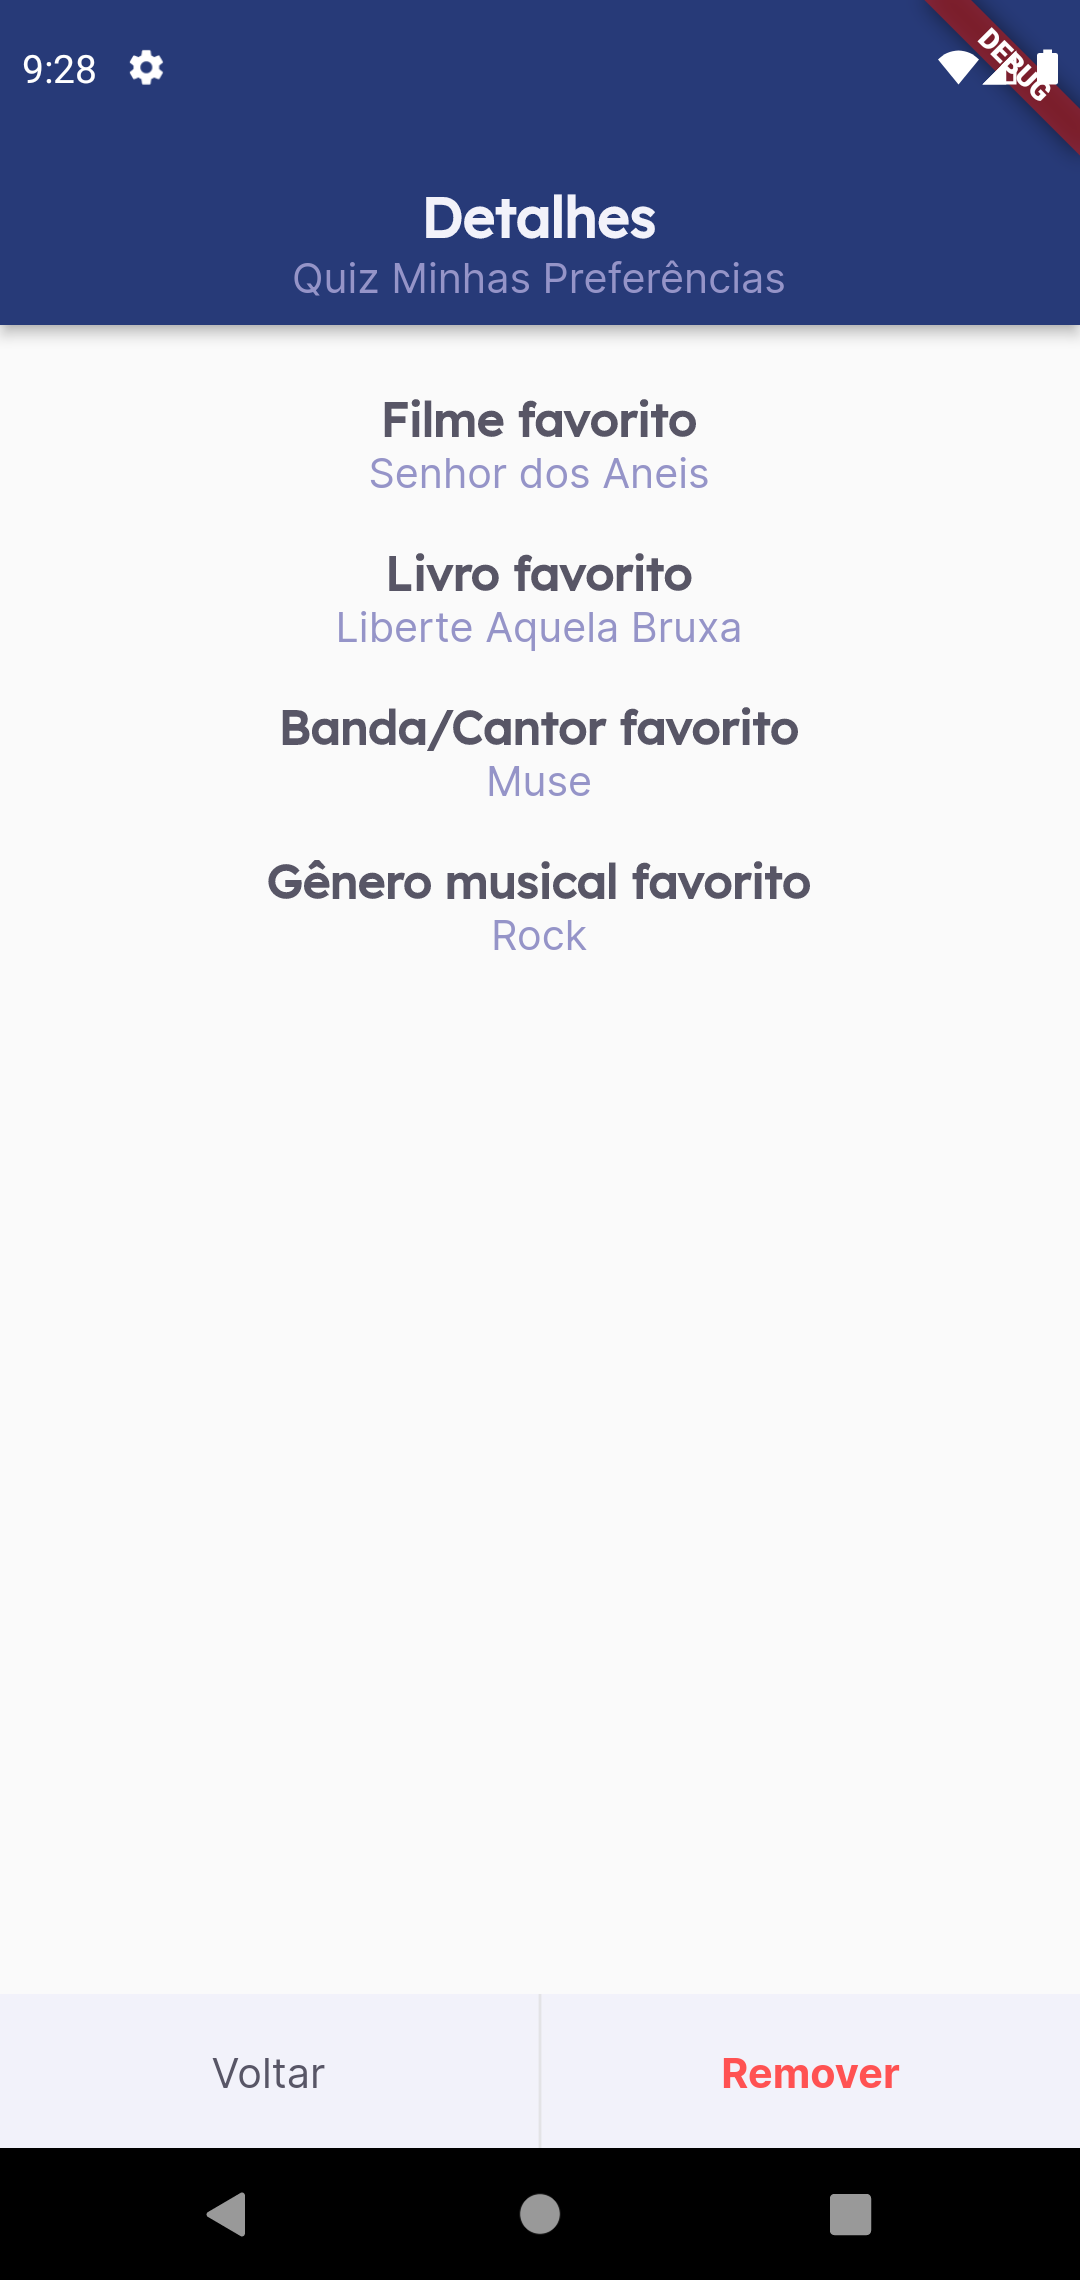 9:28
DEBUG
Detalhes
Quiz Minhas Preferências
Filme favorito
Senhor dos Aneis
Livro favorito
Liberte Aquela Bruxa
Banda/Cantor favorito
Muse
Gênero musical favorito
Rock
Voltar
Remover